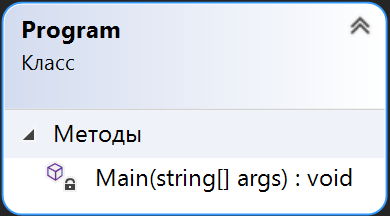 Program
Класс
Методы
Main(string[] args) : void